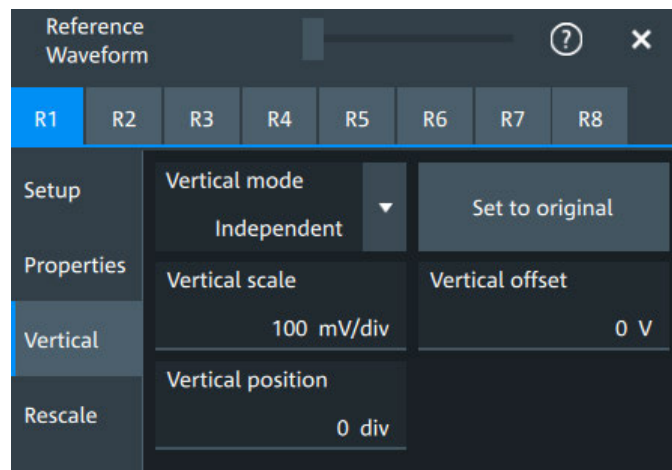 Reference
Waveform
?
R1 R2 R3 R4 R5 R6 R7 R8
Setup
Properties
Vertical
Rescale
Vertical mode
Independent
Set to original
Vertical scale
100 mV/div
Vertical offset
0 V
Vertical position
0 div